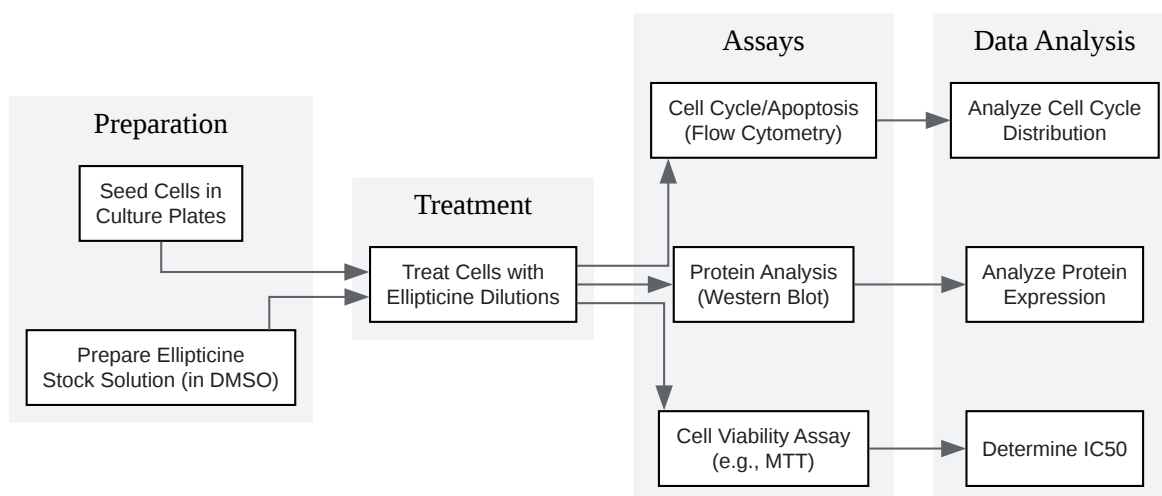 Preparation
Seed Cells in
Culture Plates
Prepare Ellipticine
Stock Solution (in DMSO)
Treatment
Treat Cells with
Ellipticine Dilutions
Assays
Cell Cycle/Apoptosis
(Flow Cytometry)
Protein Analysis
(Western Blot)
Cell Viability Assay
(e.g., MTT)
Data Analysis
Analyze Cell Cycle
Distribution
Analyze Protein
Expression
Determine IC50